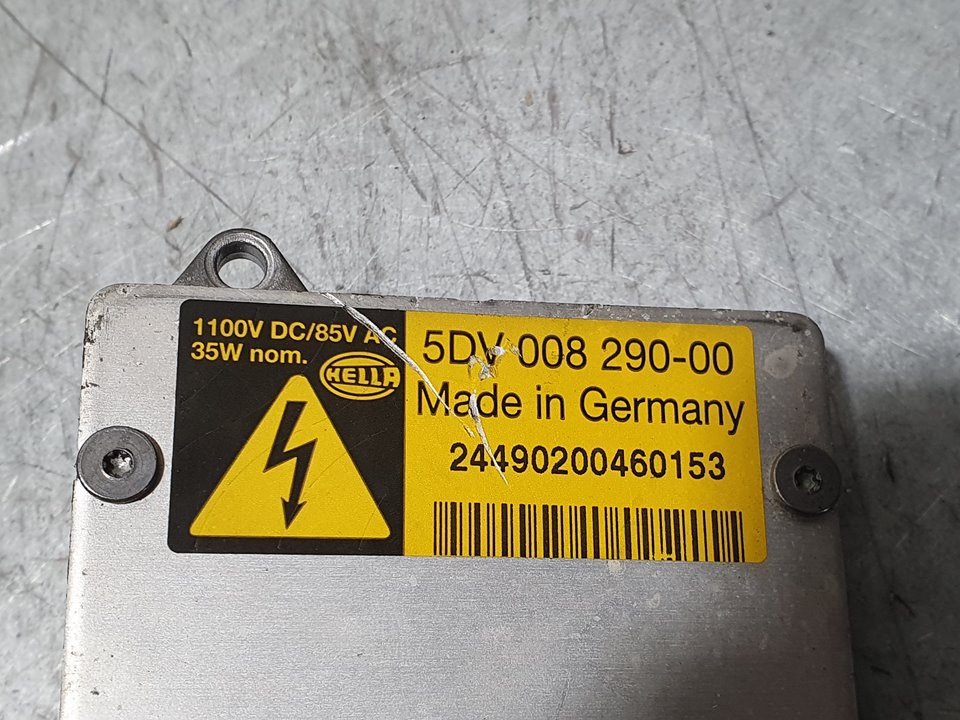 1100V DC/85V AC
35W nom.
HELLA
5DV 008 290-00
Made in Germany
24490200460153